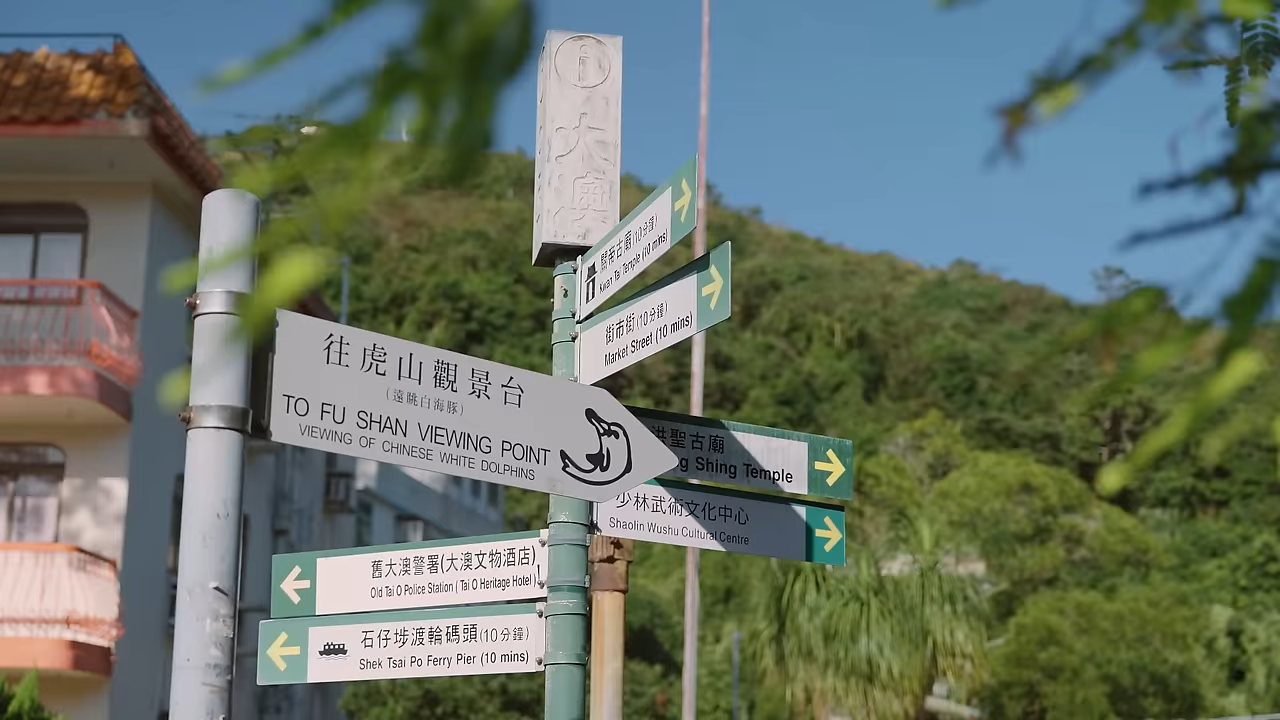 i
大
澳
關帝古廟(10分鐘)
Kwan Tai Temple (10 mins)
街市街(10分鐘)
Market Street (10 mins)
往虎山觀景台
(遠眺白海豚)
TO FU SHAN VIEWING POINT
VIEWING OF CHINESE WHITE DOLPHINS
洪聖古廟
g Shing Temple
少林武術文化中心
Shaolin Wushu Cultural Centre
舊大澳警署(大澳文物酒店)
Old Tai O Police Station ( Tai O Heritage Hotel )
石仔埗渡輪碼頭(10分鐘)
Shek Tsai Po Ferry Pier (10 mins)